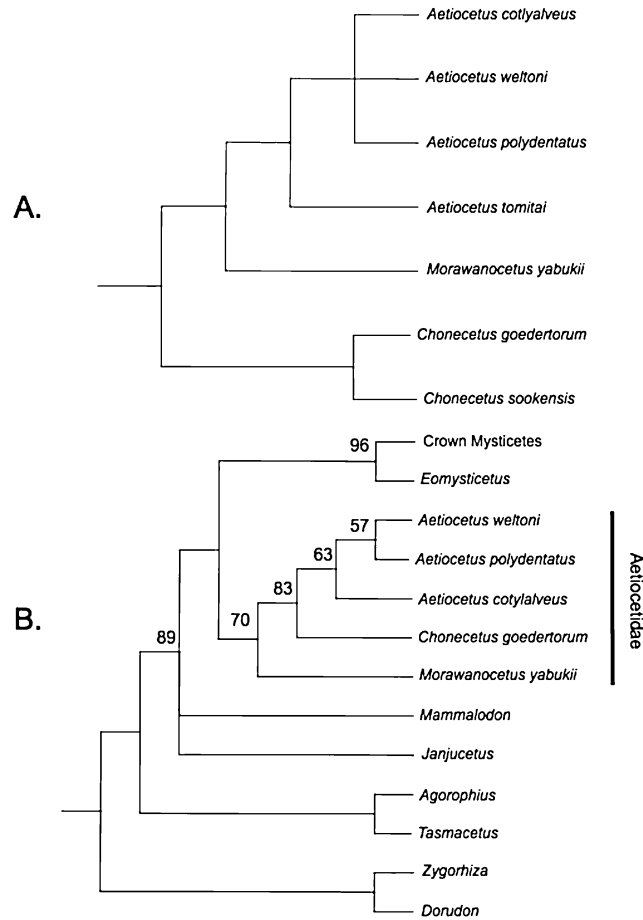 A.
Aetiocetus cotlyalveus
Aetiocetus weltoni
Aetiocetus polydentatus
Aetiocetus tomitai
Morawanocetus yabukii
Chonecetus goedertorum
Chonecetus sookensis
B.
96
Crown Mysticetes
Eomysticetus
57
Aetiocetus weltoni
Aetiocetus polydentatus
63
Aetiocetus cotylalveus
83
Chonecetus goedertorum
70
Morawanocetus yabukii
Aetiocetidae
89
Mammalodon
Janjucetus
Agorophius
Tasmacetus
Zygorhiza
Dorudon